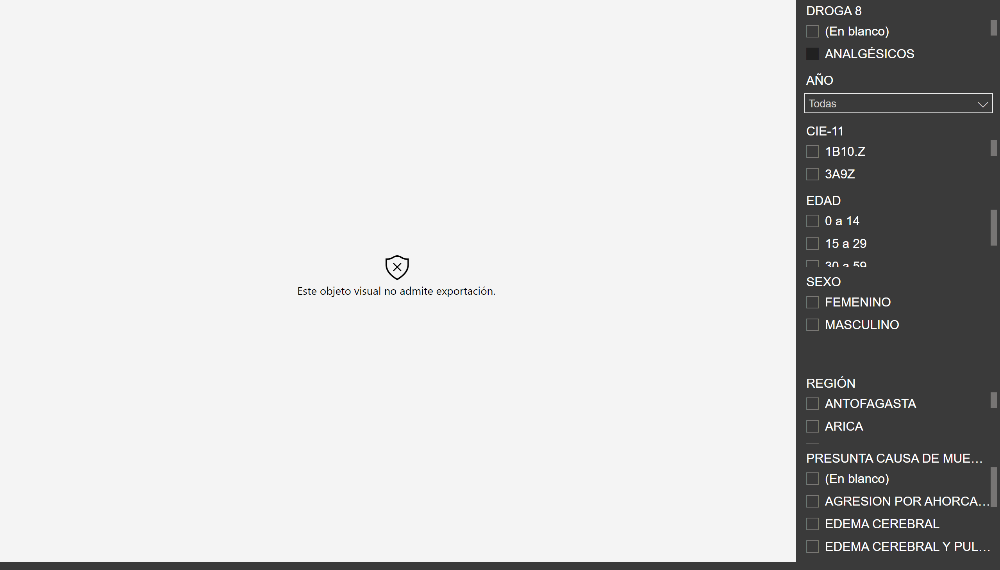 Este objeto visual no admite exportación.
DROGA 8
(En blanco)
ANALGÉSICOS
AÑO
Todas
CIE-11
1B10.Z
3A9Z
EDAD
0 a 14
15 a 29
30 a 59
SEXO
FEMENINO
MASCULINO
REGIÓN
ANTOFAGASTA
ARICA
PRESUNTA CAUSA DE MUE…
(En blanco)
AGRESION POR AHORCA…
EDEMA CEREBRAL
EDEMA CEREBRAL Y PUL…